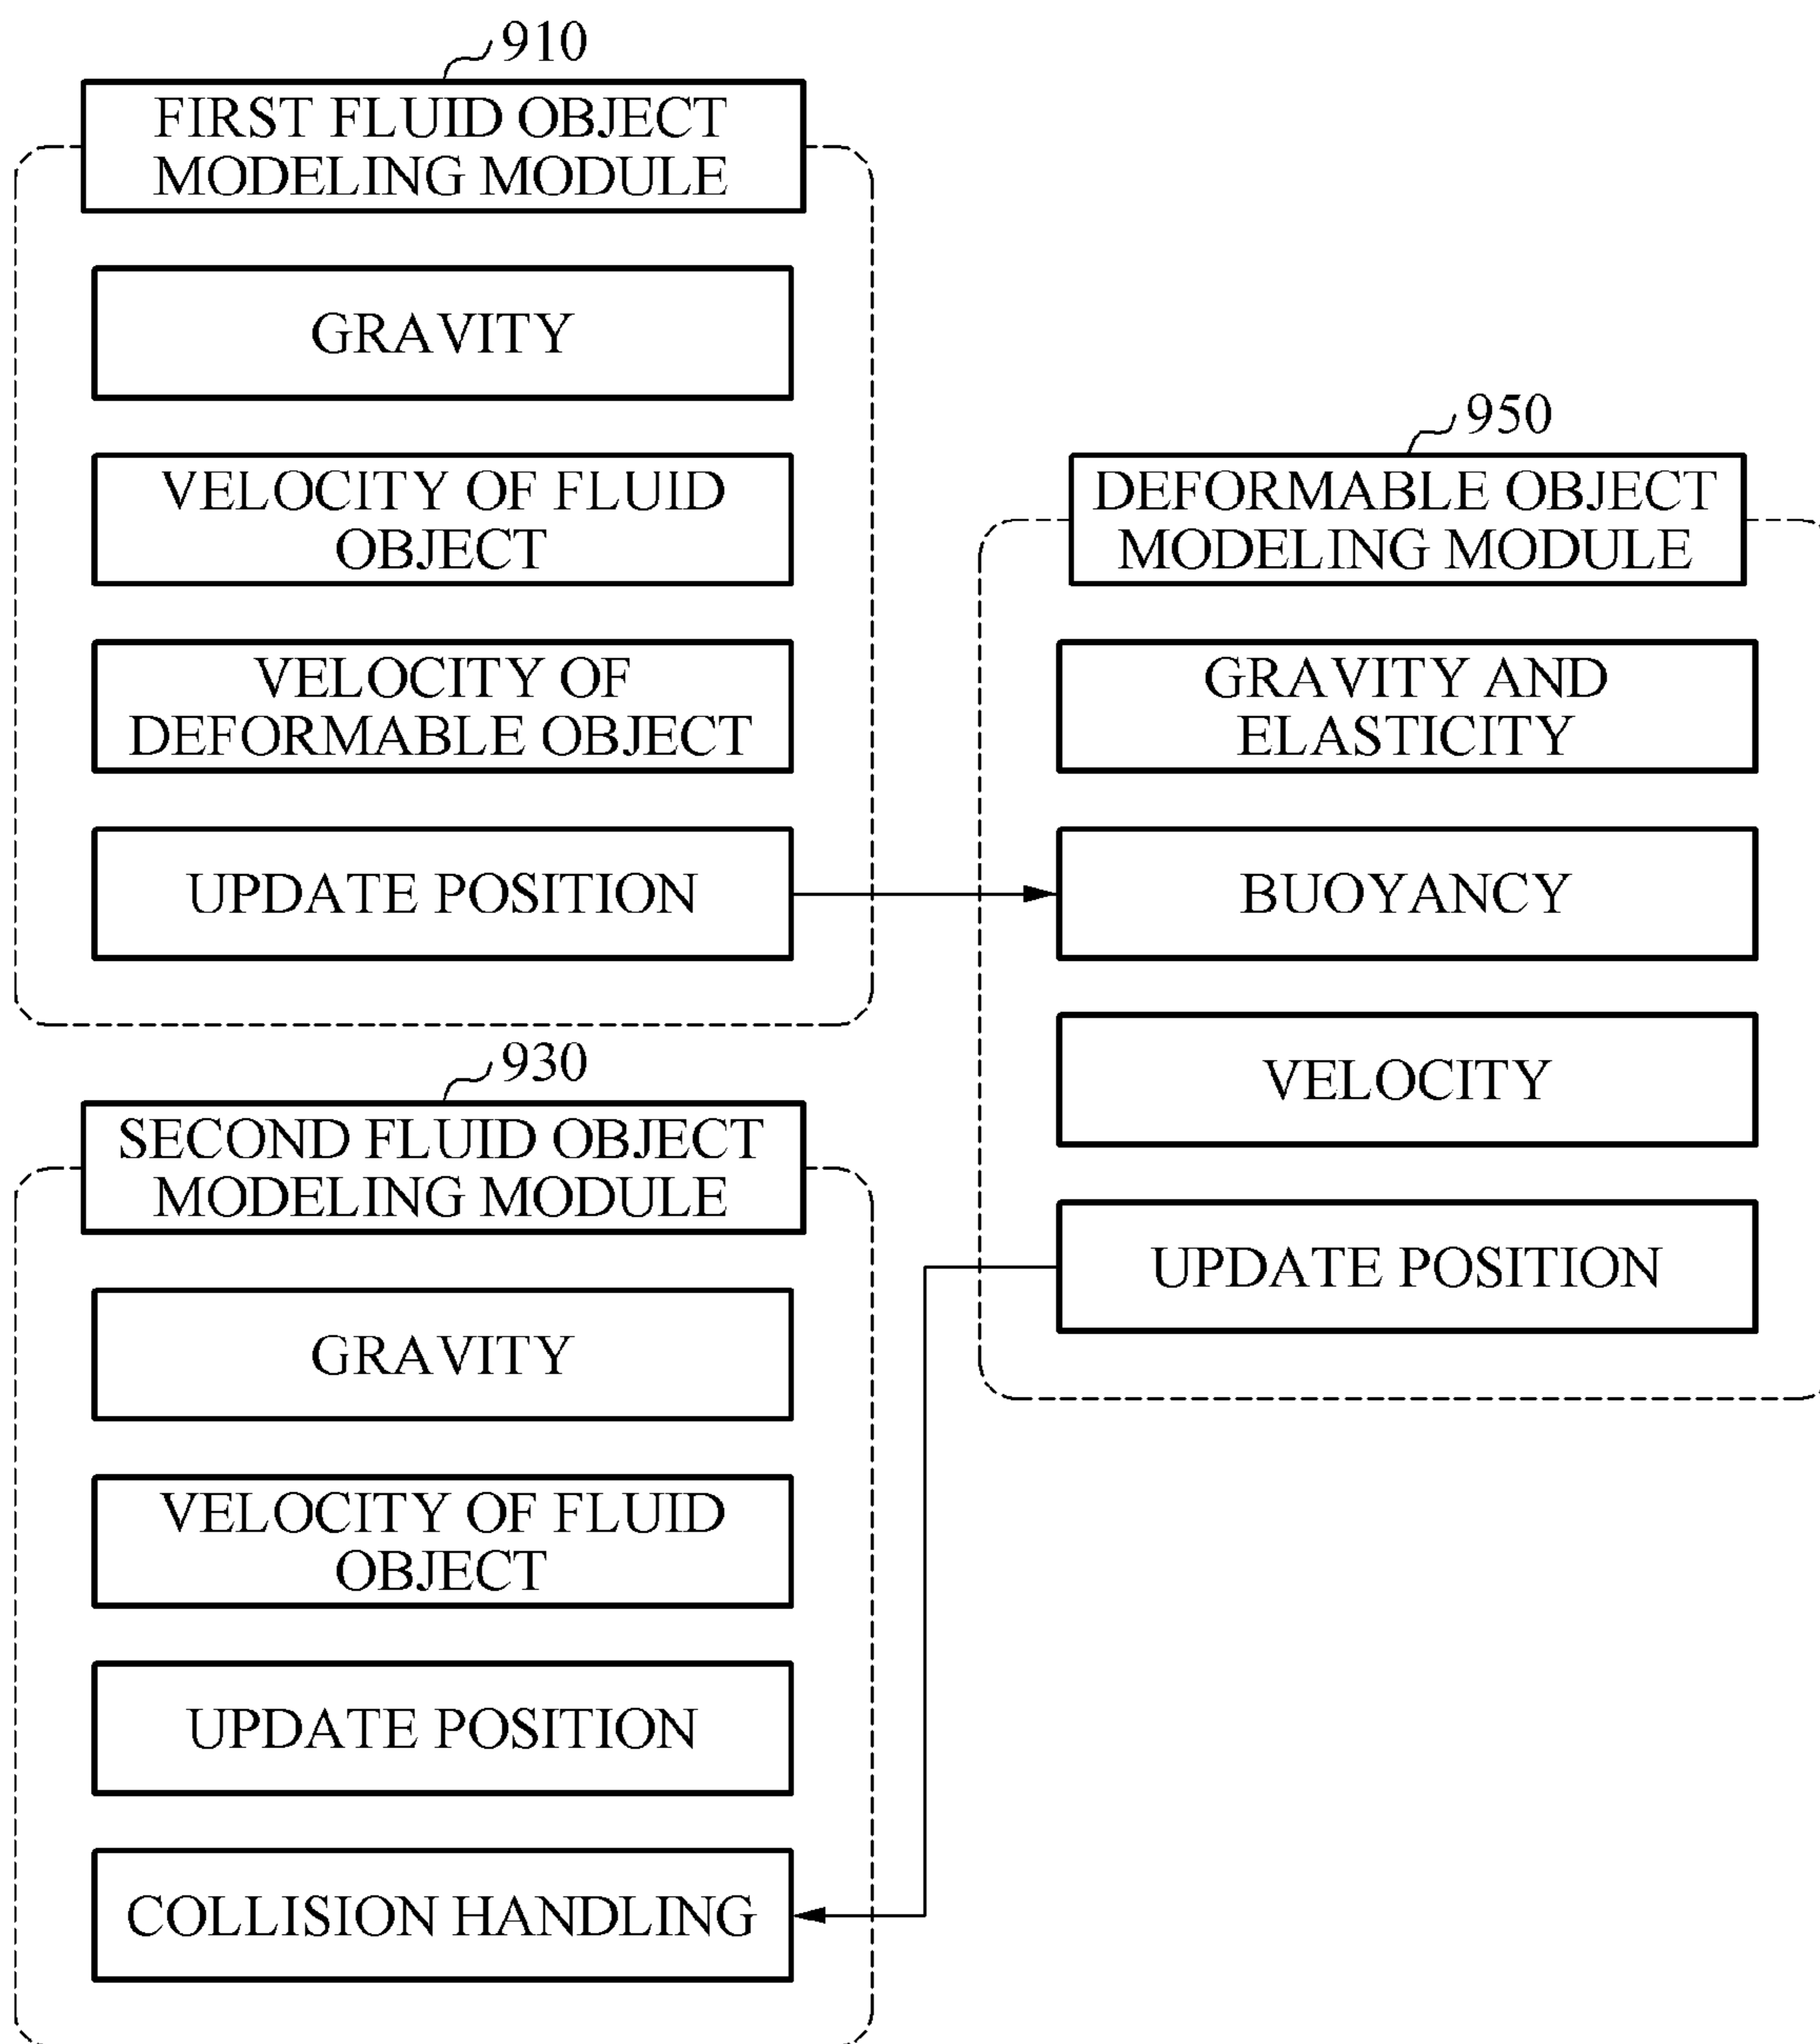 910
FIRST FLUID OBJECT
MODELING MODULE
GRAVITY
VELOCITY OF FLUID
OBJECT
VELOCITY OF
DEFORMABLE OBJECT
UPDATE POSITION
950
DEFORMABLE OBJECT
MODELING MODULE
GRAVITY AND
ELASTICITY
BUOYANCY
VELOCITY
UPDATE POSITION
930
SECOND FLUID OBJECT
MODELING MODULE
GRAVITY
VELOCITY OF FLUID
OBJECT
UPDATE POSITION
COLLISION HANDLING